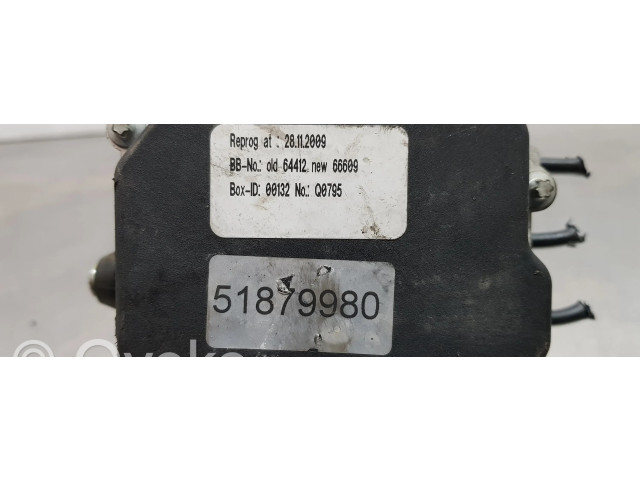 Reprog at : 28.11.2009
BB-No.: old 64412, new 66609
Box-ID: 00132 No.: Q0795
51879980